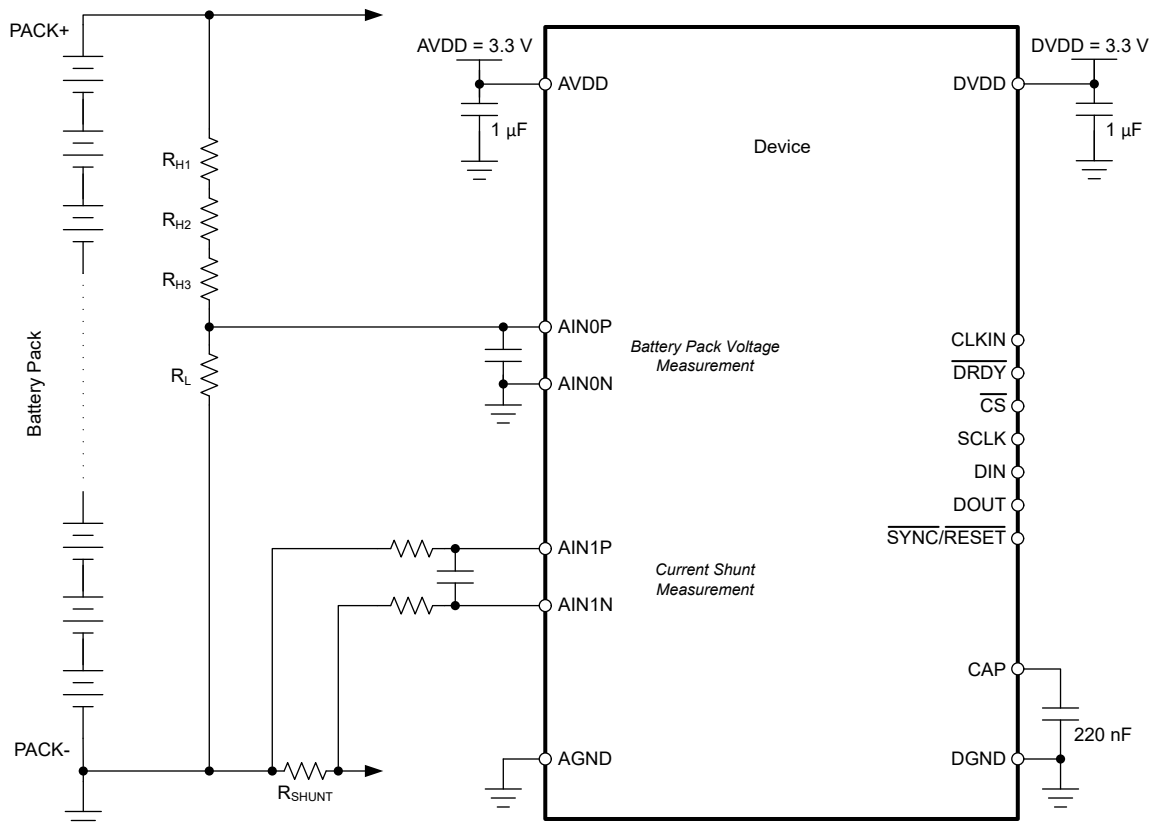 PACK+
AVDD = 3.3 V
DVDD = 3.3 V
AVDD
DVDD
1 µF
1 µF
Device
RH1
RH2
RH3
AIN0P
Battery Pack Voltage
Measurement
AIN0N
RL
Battery Pack
CLKIN
DRDY
CS
SCLK
DIN
DOUT
SYNC/RESET
AIN1P
Current Shunt
Measurement
AIN1N
CAP
220 nF
PACK-
AGND
DGND
RSHUNT